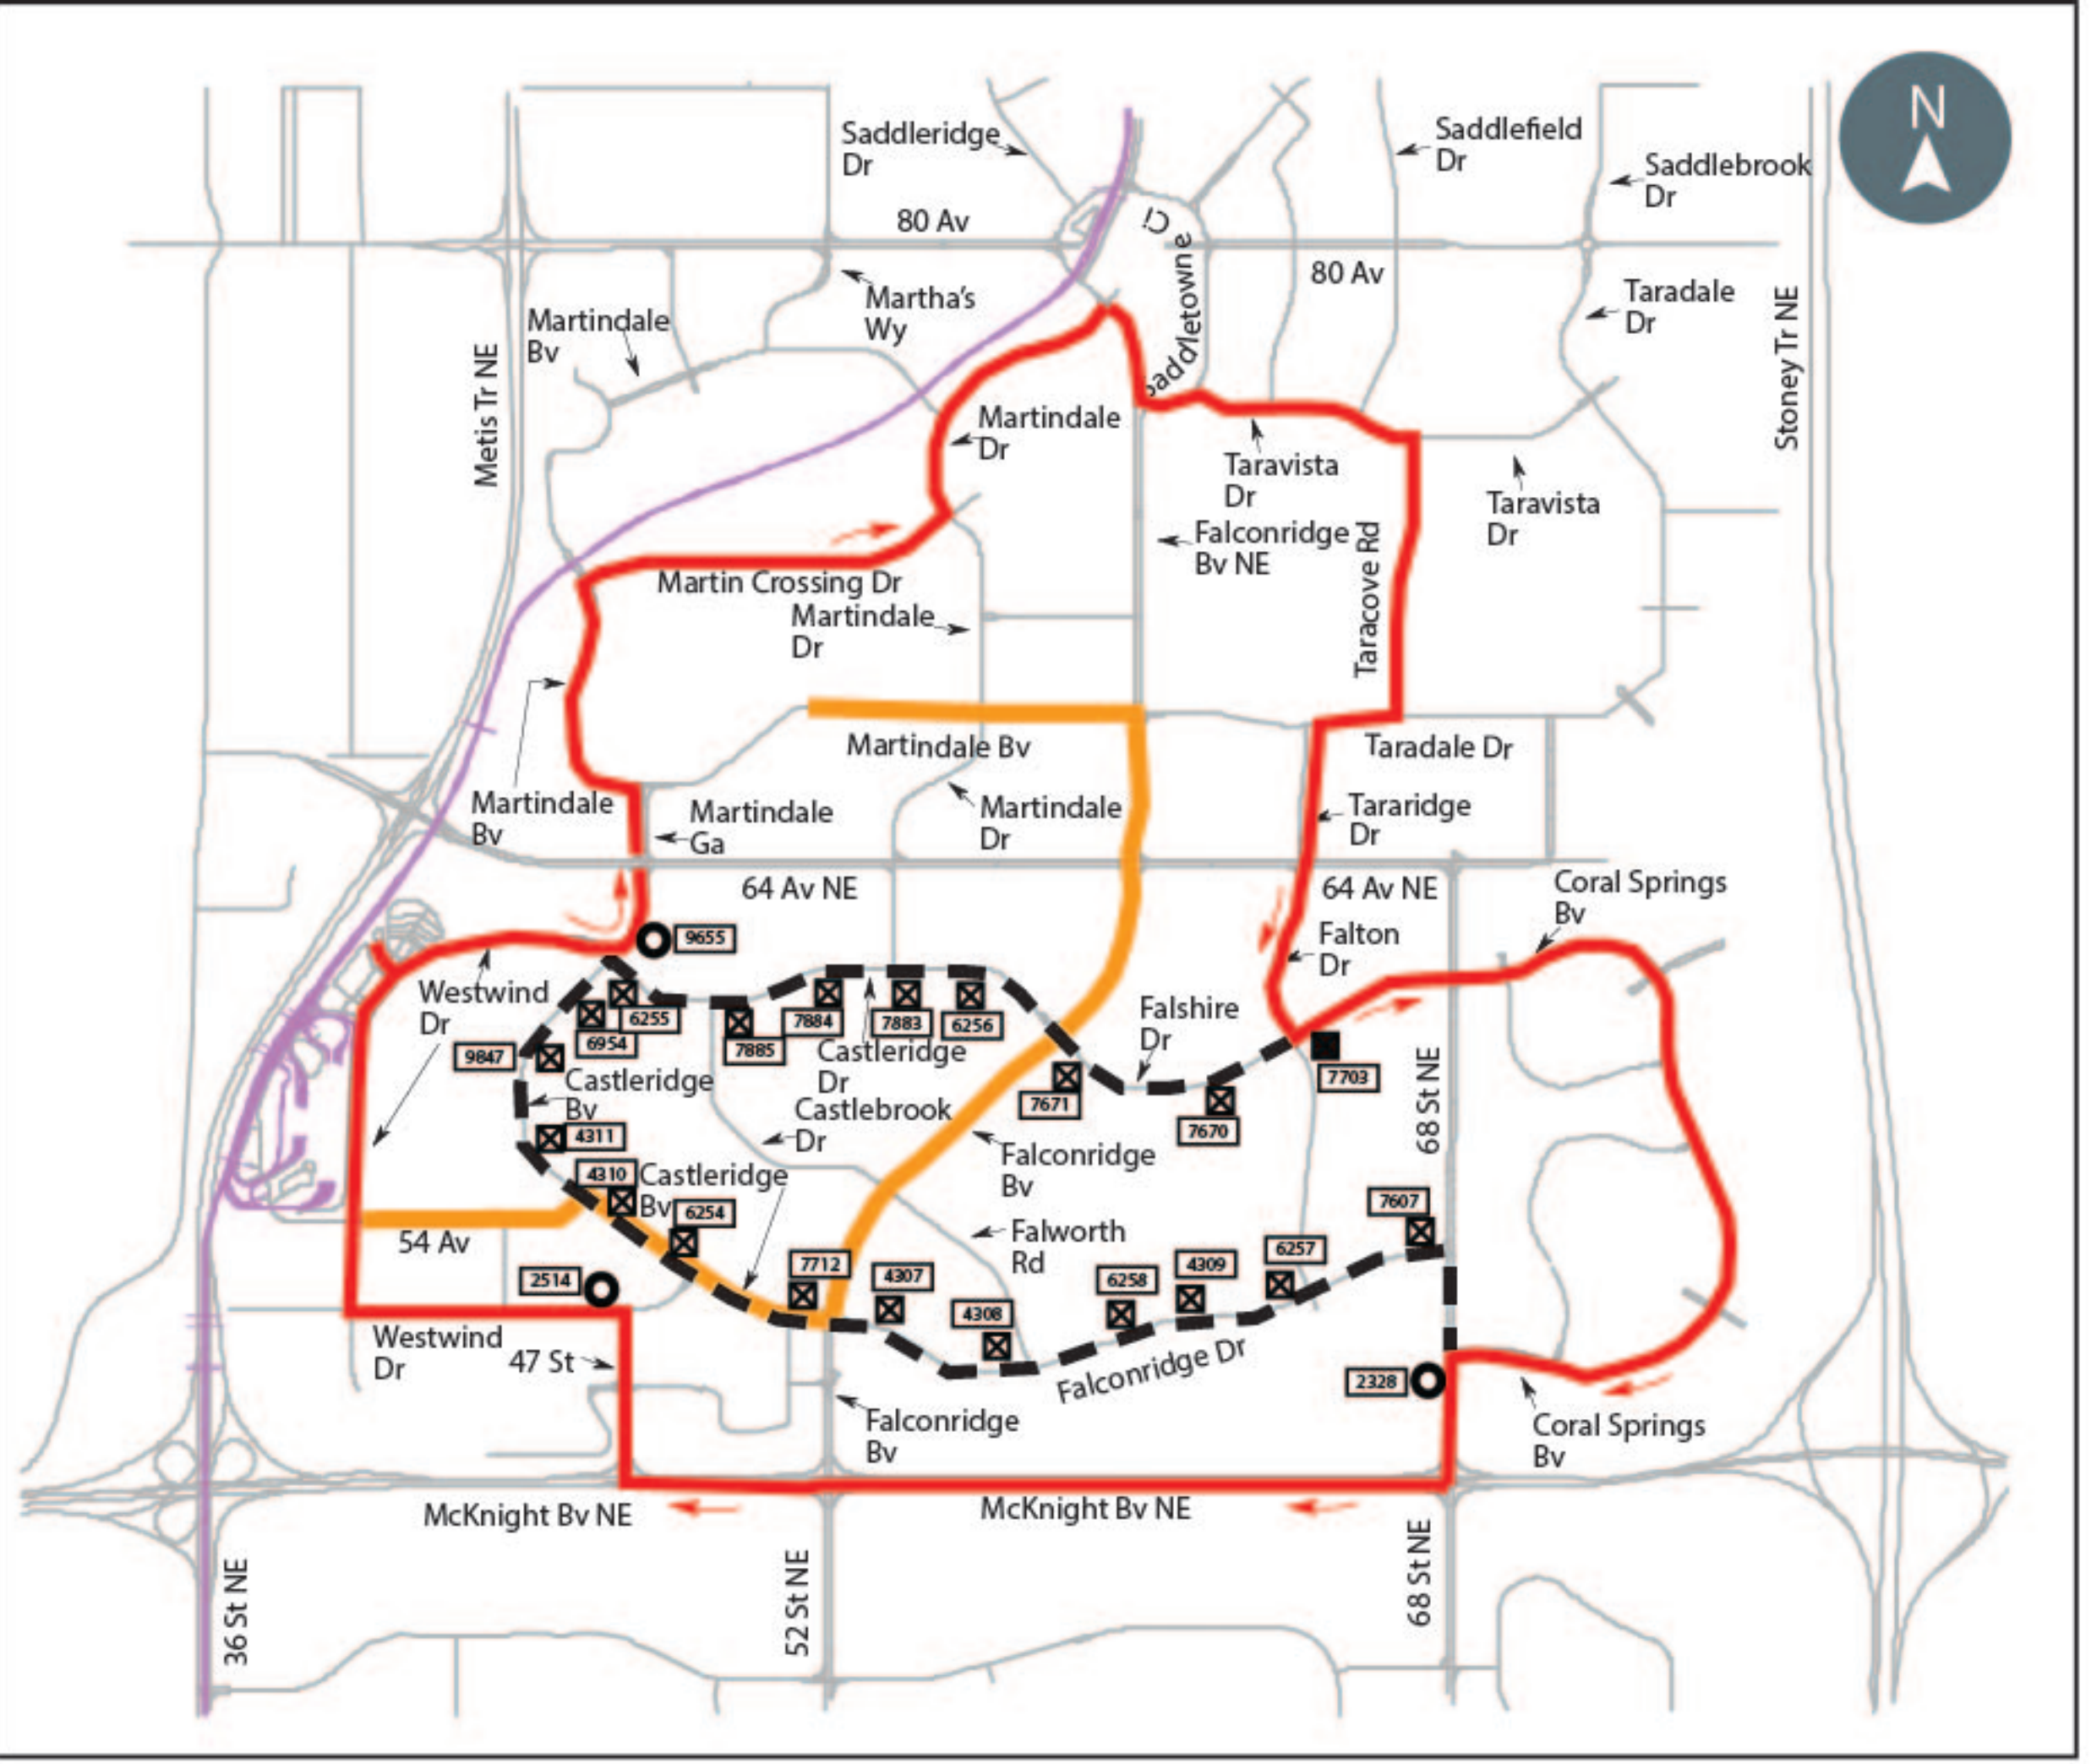 N
Saddleridge
Dr
Saddlefield
Dr
Saddlebrook
Dr
80 Av
Saddletowne Ci
80 Av
Martha's
Wy
Martindale
Bv
Taradale
Dr
Metis Tr NE
Stoney Tr NE
Martindale
Dr
Taravista
Dr
Taravista
Dr
Falconridge
Bv NE
Taracove Rd
Martin Crossing Dr
Martindale
Dr
Martindale Bv
Taradale Dr
Martindale
Bv
Martindale
Ga
Martindale
Dr
Tararidge
Dr
64 Av NE
64 Av NE
Coral Springs
Bv
9655
Falton
Dr
Westwind
Dr
6255
7884
7883
6256
Falshire
Dr
6954
7885
9847
Castleridge
Dr
7703
Castleridge
Bv
7671
Castlebrook
Dr
4311
7670
68 St NE
Falconridge
Bv
4310
Castleridge
Bv
6254
7607
54 Av
Falworth
Rd
6257
7712
4307
6258
4309
2514
4308
Westwind
Dr
47 St
Falconridge Dr
2328
Falconridge
Bv
Coral Springs
Bv
McKnight Bv NE
McKnight Bv NE
36 St NE
52 St NE
68 St NE